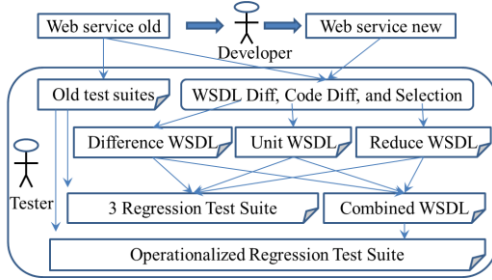 Web service old
Web service new
Developer
Old test suites
WSDL Diff, Code Diff, and Selection
Difference WSDL
Unit WSDL
Reduce WSDL
Tester
3 Regression Test Suite
Combined WSDL
Operationalized Regression Test Suite